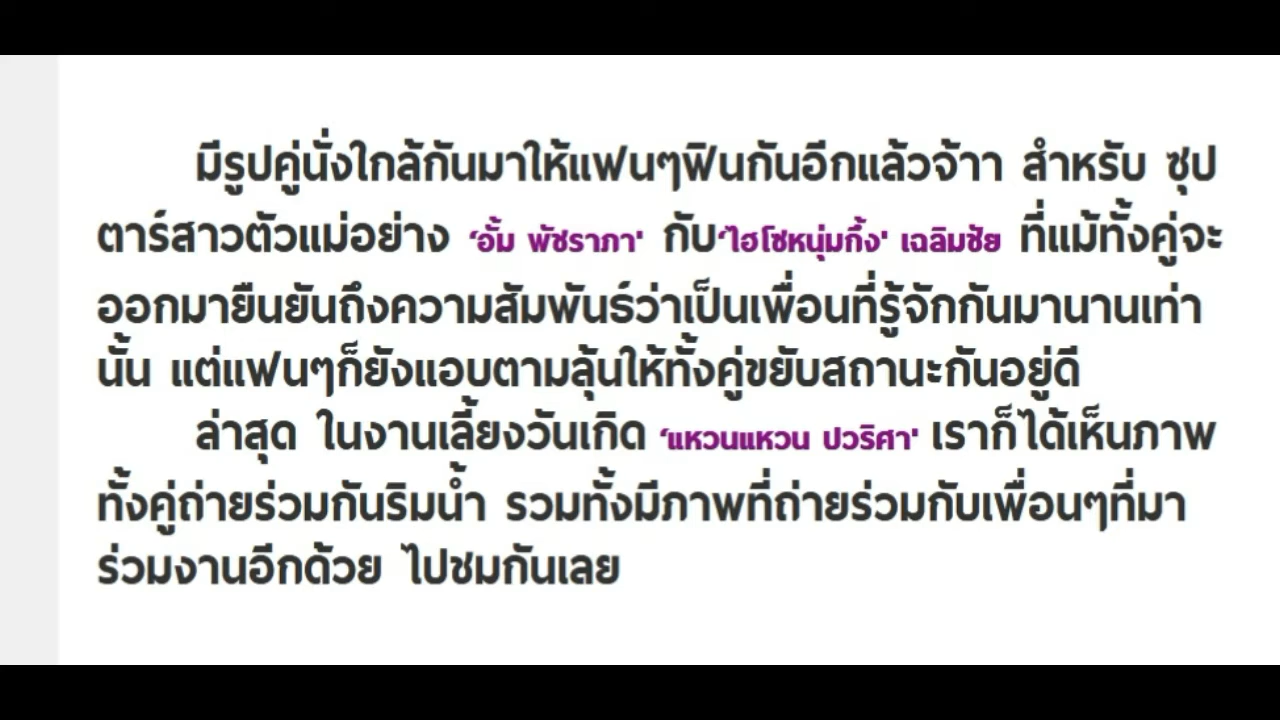 มีรูปคู่นั่งใกล้กันมาให้แฟนๆฟินกันอีกแล้วจ้าา สำหรับ ซุป
ตาร์สาวตัวแม่อย่าง ‘อั้ม พัชราภา' กับ‘ไฮโซหนุ่มกิ้ง' เฉลิมชัย ที่แม้ทั้งคู่จะ
ออกมายืนยันถึงความสัมพันธ์ว่าเป็นเพื่อนที่รู้จักกันมานานเท่า
นั้น แต่แฟนๆก็ยังแอบตามลุ้นให้ทั้งคู่ขยับสถานะกันอยู่ดี
ล่าสุด ในงานเลี้ยงวันเกิด ‘แหวนแหวน ปวริศา' เราก็ได้เห็นภาพ
ทั้งคู่ถ่ายร่วมกันริมน้ำ รวมทั้งมีภาพที่ถ่ายร่วมกับเพื่อนๆที่มา
ร่วมงานอีกด้วย ไปชมกันเลย